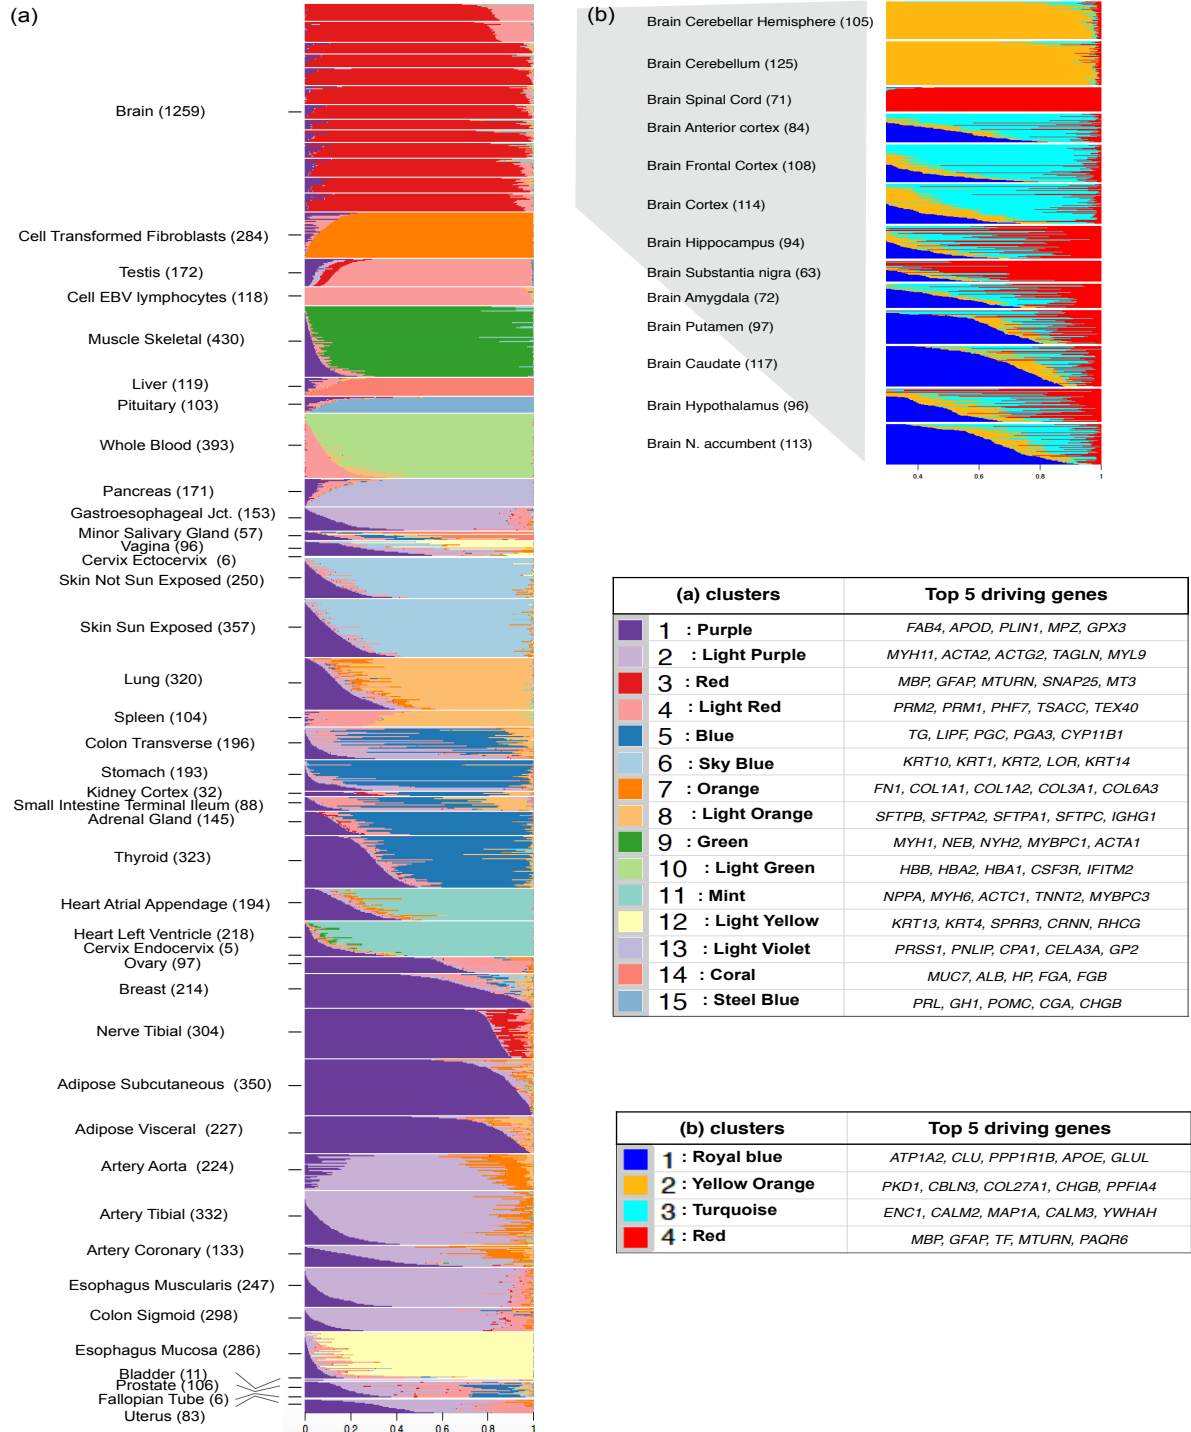 (a)
Brain (1259)
Cell Transformed Fibroblasts (284)
Testis (172)
Cell EBV lymphocytes (118)
Muscle Skeletal (430)
Liver (119)
Pituitary (103)
Whole Blood (393)
Pancreas (171)
Gastroesophageal Jct. (153)
Minor Salivary Gland (57)
Vagina (96)
Cervix Ectocervix (6)
Skin Not Sun Exposed (250)
Skin Sun Exposed (357)
Lung (320)
Spleen (104)
Colon Transverse (196)
Stomach (193)
Kidney Cortex (32)
Small Intestine Terminal Ileum (88)
Adrenal Gland (145)
Thyroid (323)
Heart Atrial Appendage (194)
Heart Left Ventricle (218)
Cervix Endocervix (5)
Ovary (97)
Breast (214)
Nerve Tibial (304)
Adipose Subcutaneous (350)
Adipose Visceral (227)
Artery Aorta (224)
Artery Tibial (332)
Artery Coronary (133)
Esophagus Muscularis (247)
Colon Sigmoid (298)
Esophagus Mucosa (286)
Bladder (11)
Prostate (106)
Fallopian Tube (6)
Uterus (83)
0 0.2 0.4 0.6 0.8 1
(b)
Brain Cerebellar Hemisphere (105)
Brain Cerebellum (125)
Brain Spinal Cord (71)
Brain Anterior cortex (84)
Brain Frontal Cortex (108)
Brain Cortex (114)
Brain Hippocampus (94)
Brain Substantia nigra (63)
Brain Amygdala (72)
Brain Putamen (97)
Brain Caudate (117)
Brain Hypothalamus (96)
Brain N. accumbent (113)
0.4 0.6 0.8 1
(a) clusters Top 5 driving genes
1 : Purple FAB4, APOD, PLIN1, MPZ, GPX3
2 : Light Purple MYH11, ACTA2, ACTG2, TAGLN, MYL9
3 : Red MBP, GFAP, MTURN, SNAP25, MT3
4 : Light Red PRM2, PRM1, PHF7, TSACC, TEX40
5 : Blue TG, LIPF, PGC, PGA3, CYP11B1
6 : Sky Blue KRT10, KRT1, KRT2, LOR, KRT14
7 : Orange FN1, COL1A1, COL1A2, COL3A1, COL6A3
8 : Light Orange SFTPB, SFTPA2, SFTPA1, SFTPC, IGHG1
9 : Green MYH1, NEB, NYH2, MYBPC1, ACTA1
10 : Light Green HBB, HBA2, HBA1, CSF3R, IFITM2
11 : Mint NPPA, MYH6, ACTC1, TNNT2, MYBPC3
12 : Light Yellow KRT13, KRT4, SPRR3, CRNN, RHCG
13 : Light Violet PRSS1, PNLIP, CPA1, CELA3A, GP2
14 : Coral MUC7, ALB, HP, FGA, FGB
15 : Steel Blue PRL, GH1, POMC, CGA, CHGB
(b) clusters Top 5 driving genes
1 : Royal blue ATP1A2, CLU, PPP1R1B, APOE, GLUL
2 : Yellow Orange PKD1, CBLN3, COL27A1, CHGB, PPFIA4
3 : Turquoise ENC1, CALM2, MAP1A, CALM3, YWHAH
4 : Red MBP, GFAP, TF, MTURN, PAQR6